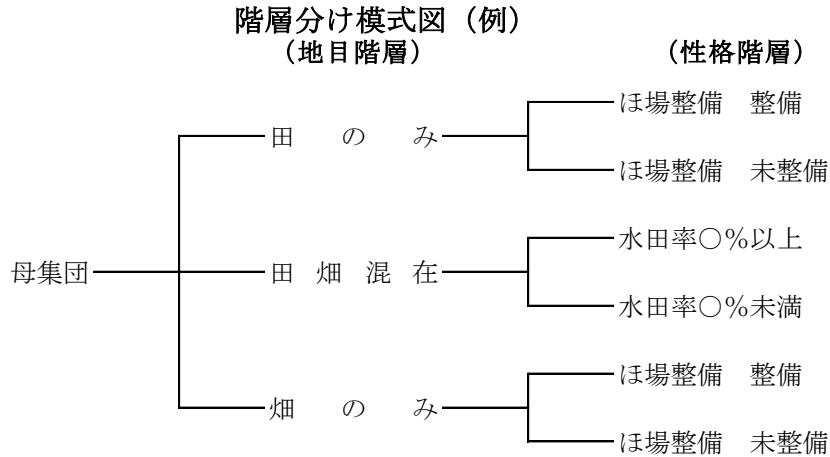 階層分け模式図（例）
（地目階層） （性格階層）
ほ場整備 整備
田のみ
ほ場整備 未整備
水田率○％以上
母集団 田畑混在
水田率○％未満
ほ場整備 整備
畑のみ
ほ場整備 未整備